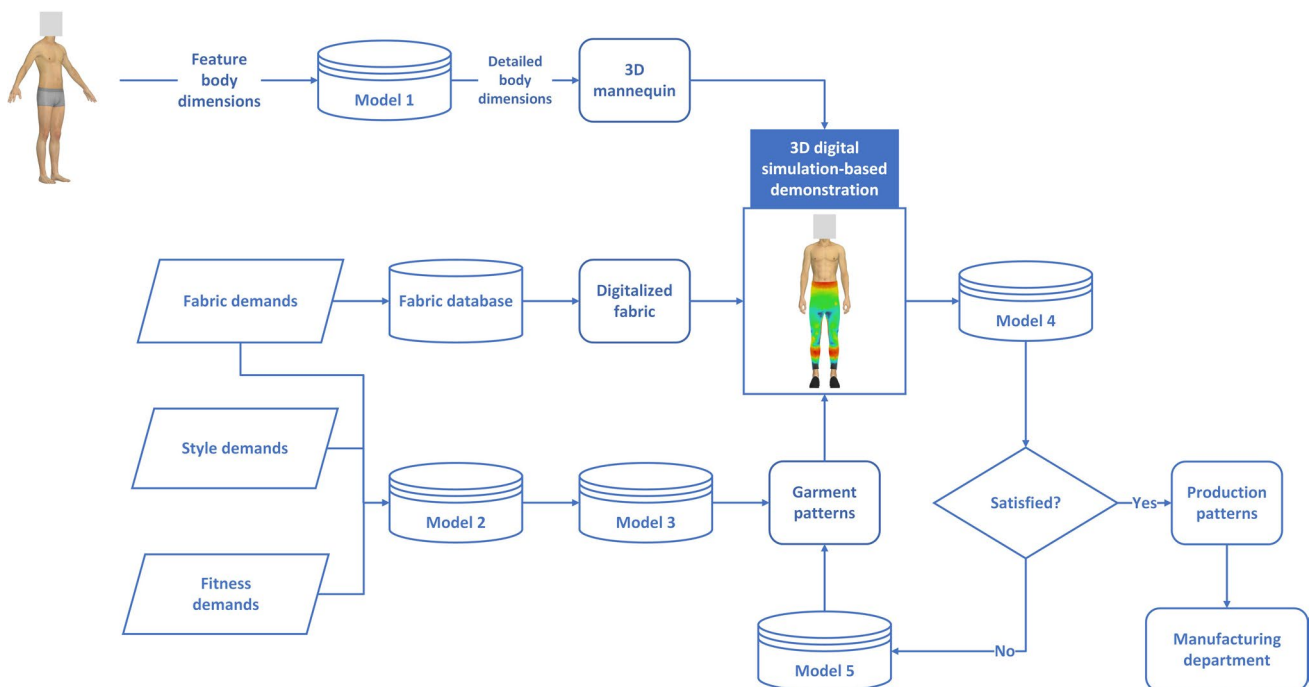 Feature
body
dimensions
Model 1
Detailed
body
dimensions
3D
mannequin
3D digital
simulation-based
demonstration
Fabric demands
Fabric database
Digitalized
fabric
Model 4
Style demands
Model 2
Model 3
Garment
patterns
Satisfied?
Yes
Production
patterns
Fitness
demands
Model 5
No
Manufacturing
department